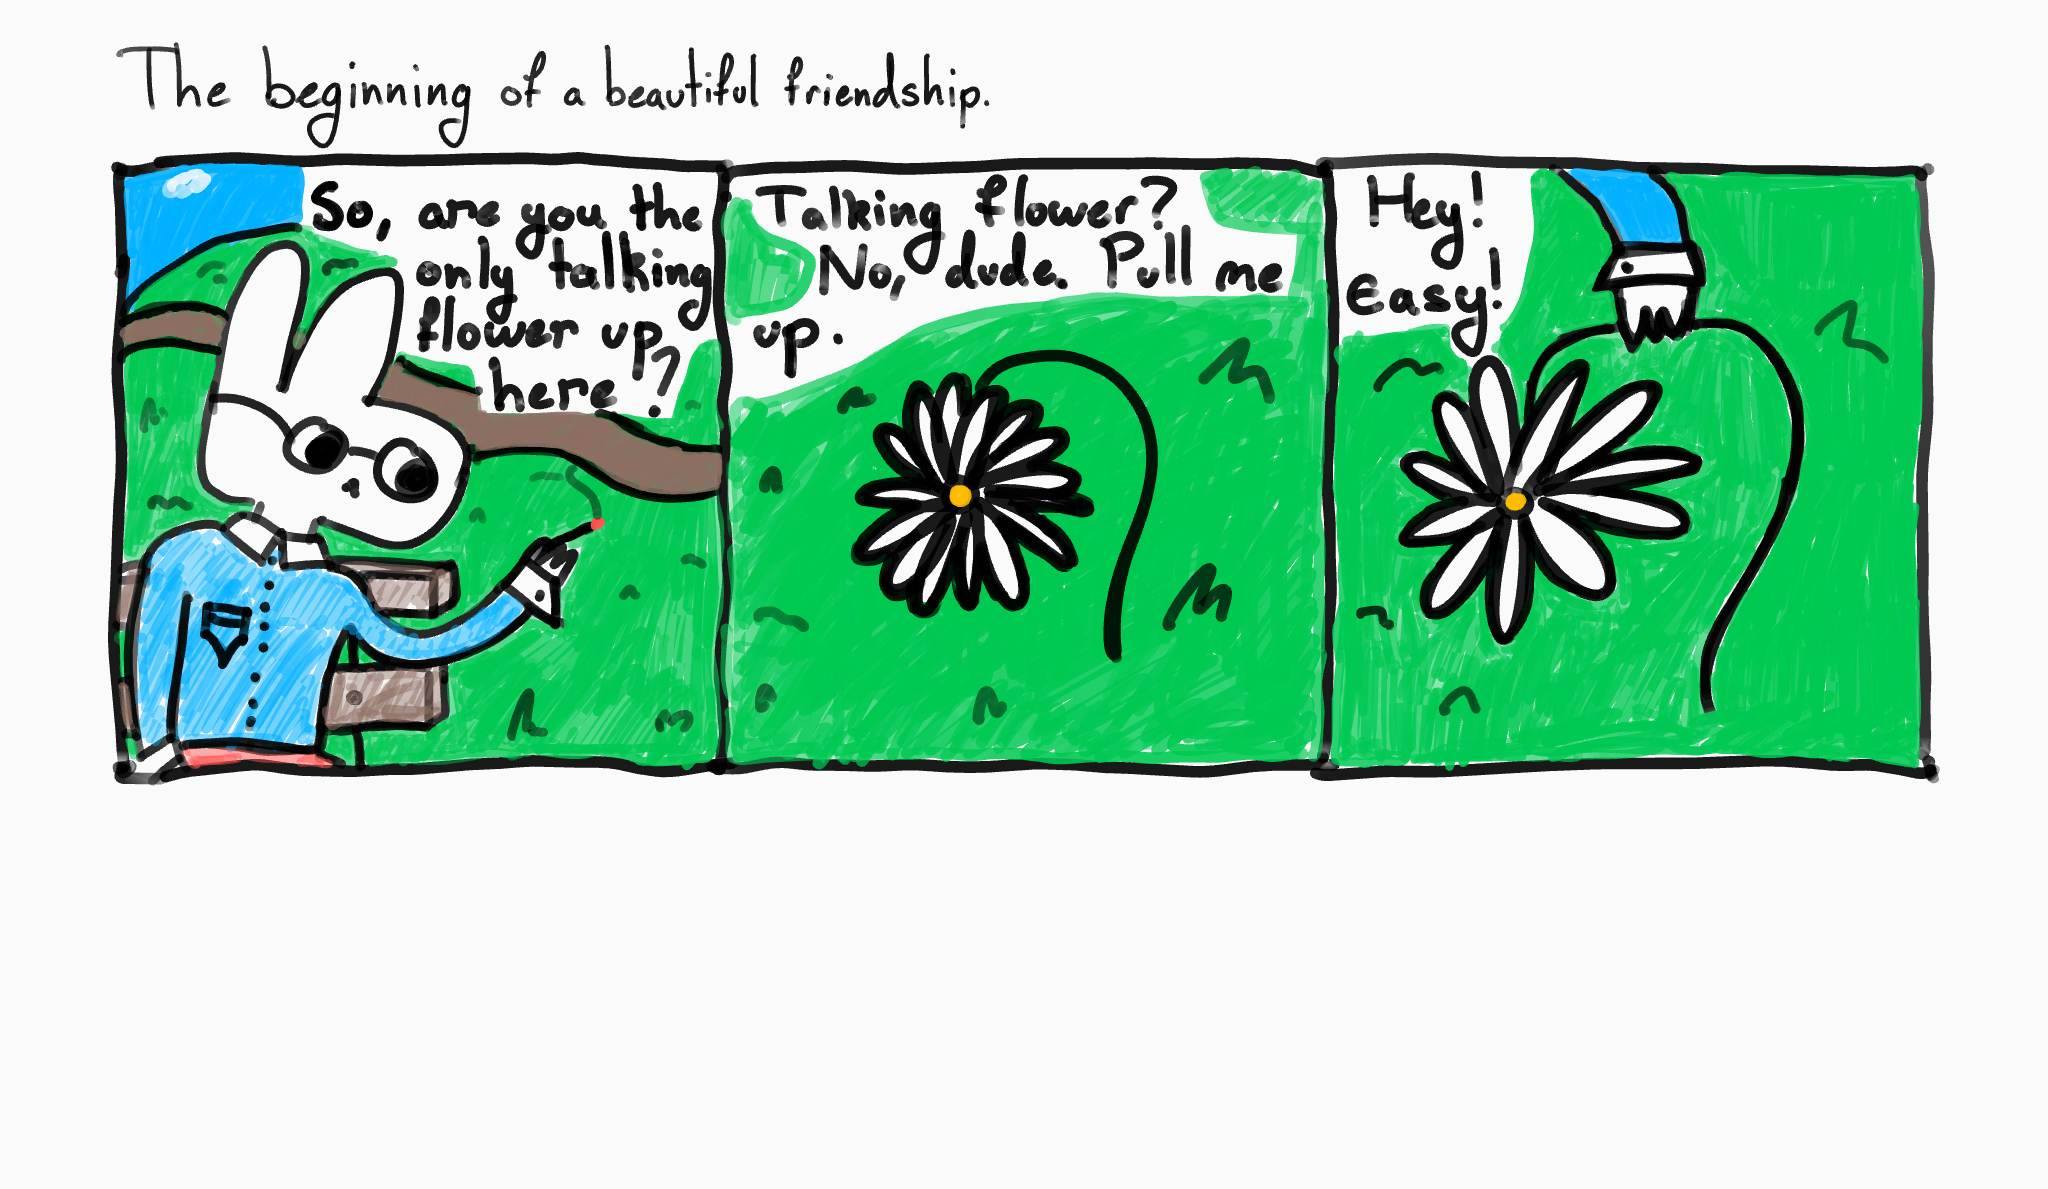 The beginning of a beautiful friendship.
So, are you the
only talking
flower up
here?
Talking flower?
No, dude. Pull me
up.
Hey!
Easy!